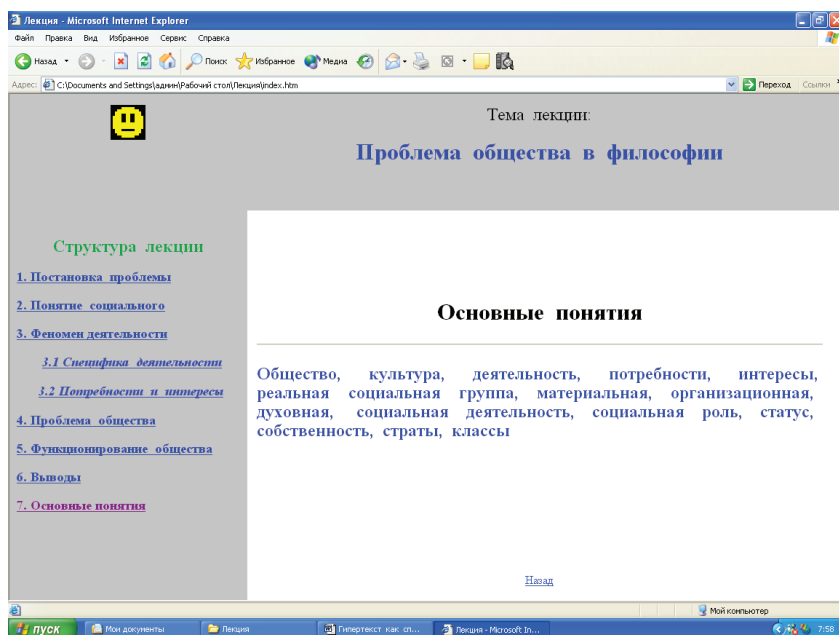 Лекция - Microsoft Internet Explorer
Файл Правка Вид Избранное Сервис Справка
Назад Поиск Избранное Медиа
Адрес: C:\Documents and Settings\админ\Рабочий стол\Лекция\index.htm Переход Ссылки
Тема лекции:
Проблема общества в философии
Структура лекции
1. Постановка проблемы
2. Понятие социального
3. Феномен деятельности
3.1 Специфика деятельности
3.2 Потребности и интересы
4. Проблема общества
5. Функционирование общества
6. Выводы
7. Основные понятия
Основные понятия
Общество, культура, деятельность, потребности, интересы,
реальная социальная группа, материальная, организационная,
духовная, социальная деятельность, социальная роль, статус,
собственность, страты, классы
Назад
Мой компьютер
пуск Мои документы Лекция Гипертекст как сп... Лекция - Microsoft In... 7:58